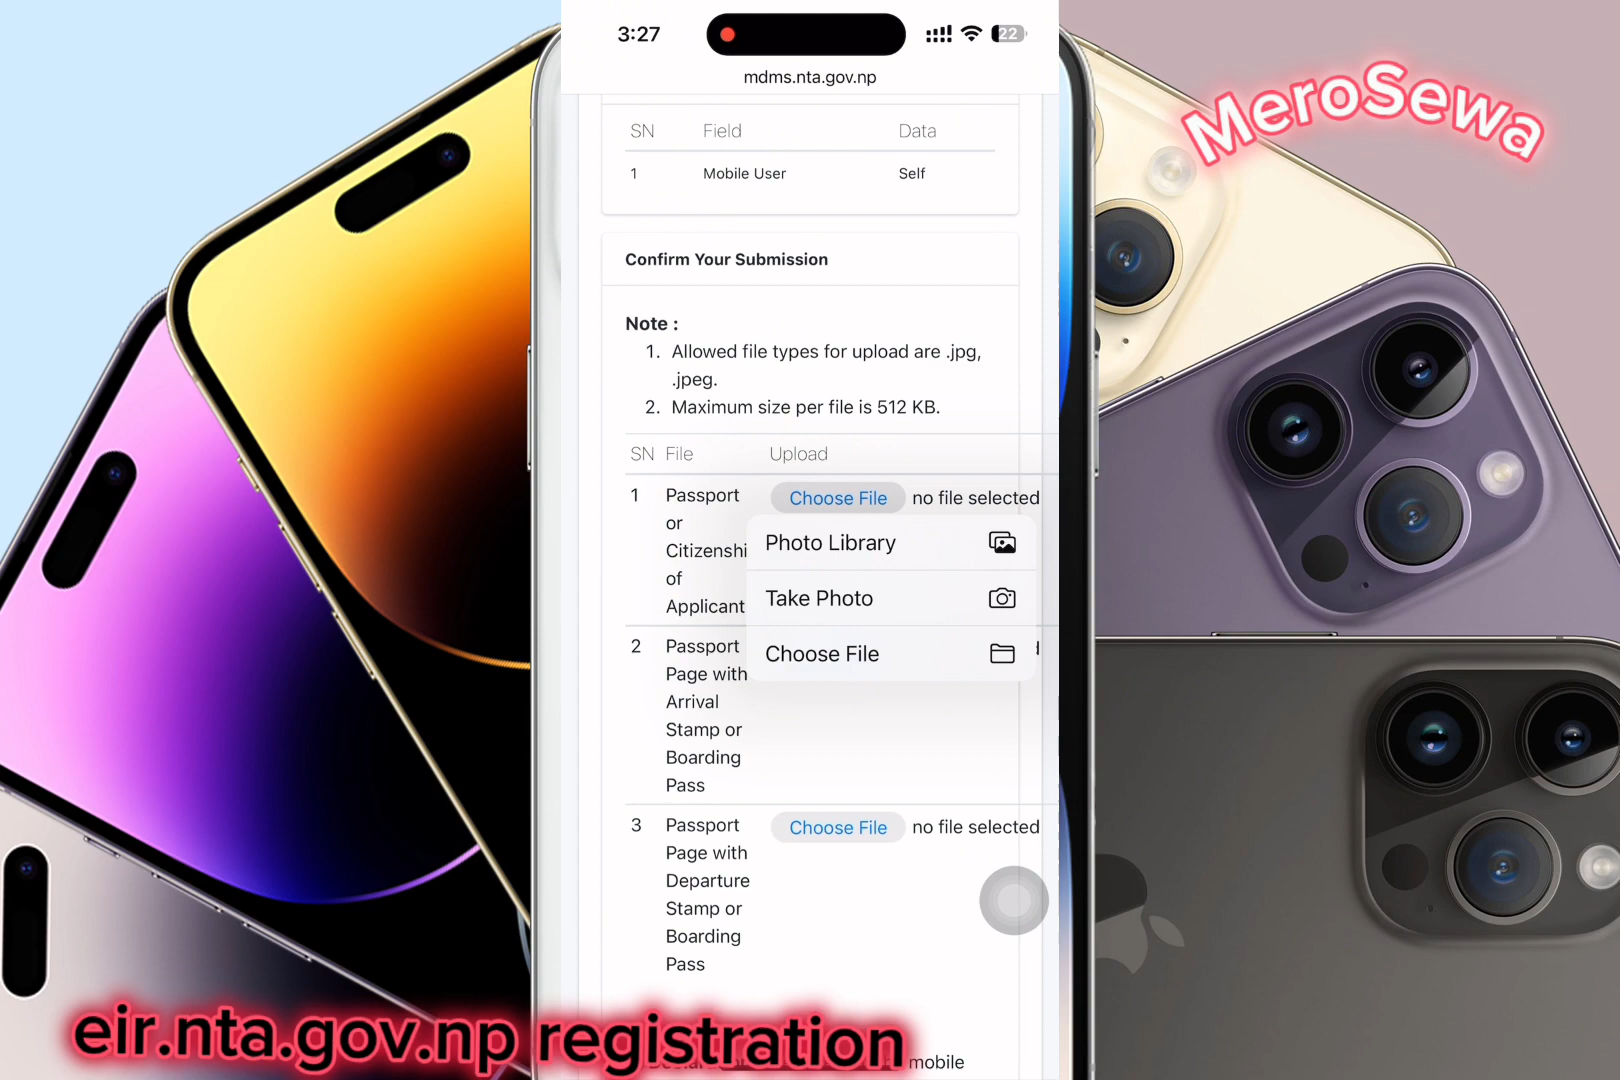 3:27
22
mdms.nta.gov.np
MeroSewa
SN Field Data
1 Mobile User Self
Confirm Your Submission
Note :
1. Allowed file types for upload are .jpg,
.jpeg.
2. Maximum size per file is 512 KB.
SN File Upload
1 Passport
or
Citizenshi
of
Applicant
Choose File no file selected
Photo Library
Take Photo
Choose File
2 Passport
Page with
Arrival
Stamp or
Boarding
Pass
3 Passport
Page with
Departure
Stamp or
Boarding
Pass
Choose File no file selected
mobile
eir.nta.gov.np registration